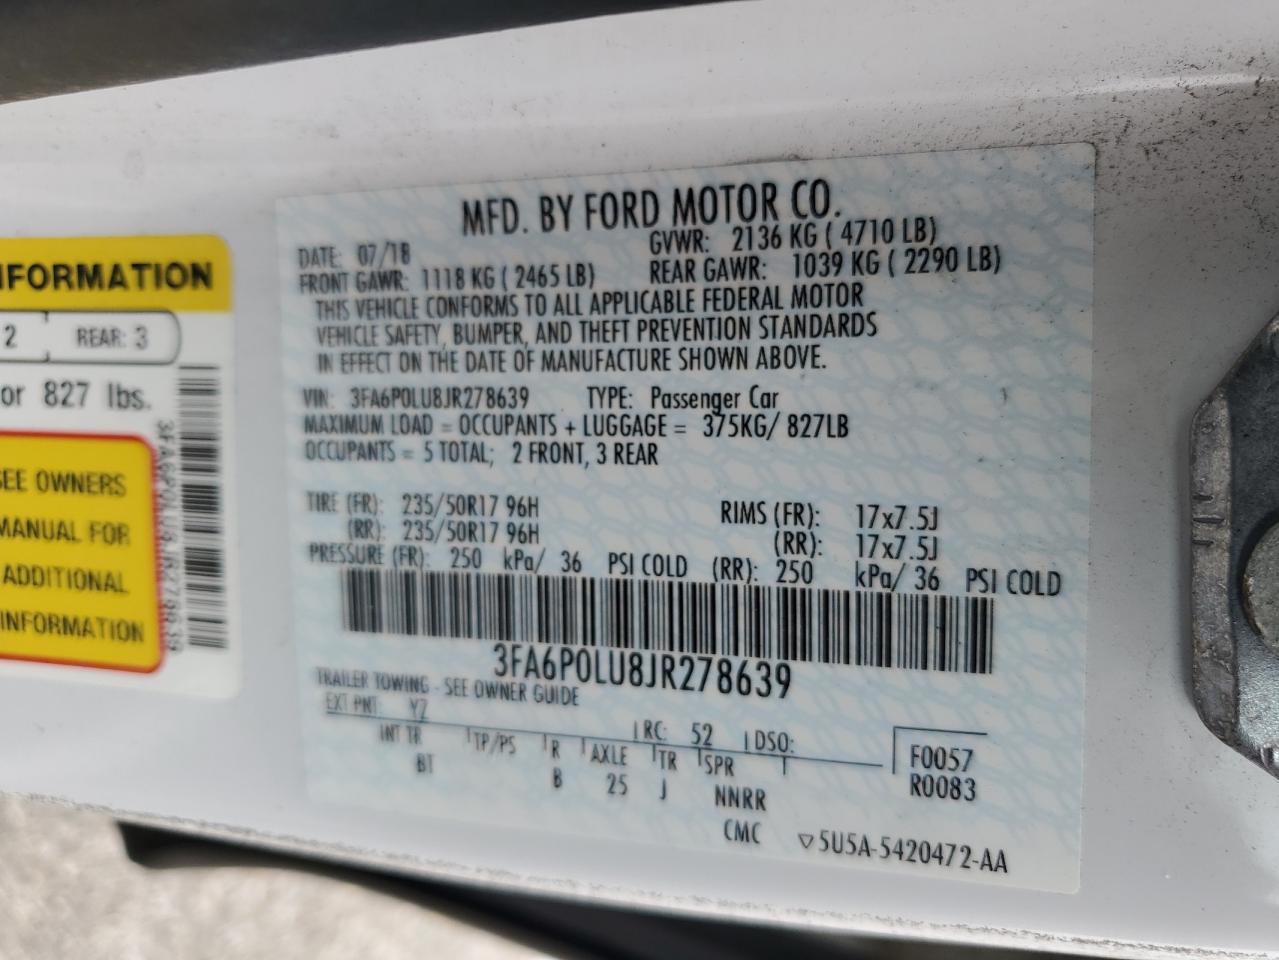 NFORMATION
2 REAR: 3
or 827 lbs.
SEE OWNERS
MANUAL FOR
ADDITIONAL
INFORMATION
3FA6P0LU8JR278639
MFD. BY FORD MOTOR CO.
DATE: 07/18 GVWR: 2136 KG ( 4710 LB)
FRONT GAWR: 1118 KG ( 2465 LB) REAR GAWR: 1039 KG ( 2290 LB)
THIS VEHICLE CONFORMS TO ALL APPLICABLE FEDERAL MOTOR
VEHICLE SAFETY, BUMPER, AND THEFT PREVENTION STANDARDS
IN EFFECT ON THE DATE OF MANUFACTURE SHOWN ABOVE.
VIN: 3FA6P0LU8JR278639 TYPE: Passenger Car
MAXIMUM LOAD = OCCUPANTS + LUGGAGE = 375KG/ 827LB
OCCUPANTS = 5 TOTAL; 2 FRONT, 3 REAR
TIRE (FR): 235/50R17 96H RIMS (FR): 17x7.5J
(RR): 235/50R17 96H (RR): 17x7.5J
PRESSURE (FR): 250 kPa/ 36 PSI COLD (RR): 250 kPa/ 36 PSI COLD
3FA6P0LU8JR278639
TRAILER TOWING - SEE OWNER GUIDE
EXT PNT: YZ RC: 52 DSO:
INT TR TP/PS R AXLE TR SPR F0057
BT B 25 J NNRR R0083
CMC ▽5U5A-5420472-AA